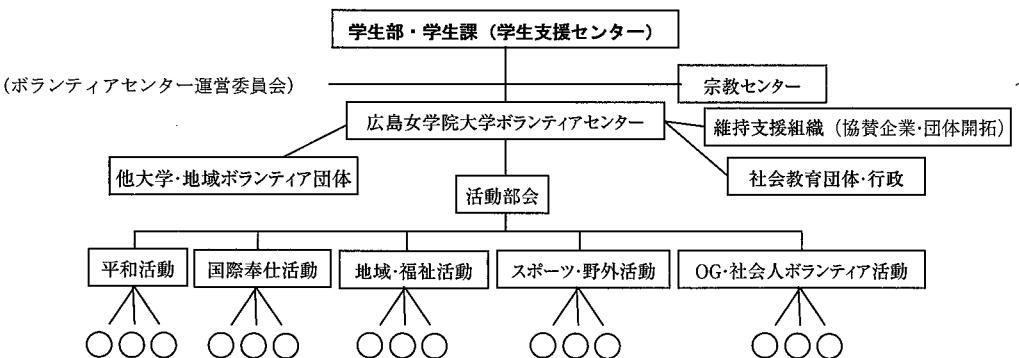 学生部・学生課（学生支援センター）
(ボランティアセンター運営委員会)
宗教センター
広島女学院大学ボランティアセンター
維持支援組織（協賛企業・団体開拓）
他大学・地域ボランティア団体
社会教育団体・行政
活動部会
平和活動
国際奉仕活動
地域・福祉活動
スポーツ・野外活動
OG・社会人ボランティア活動